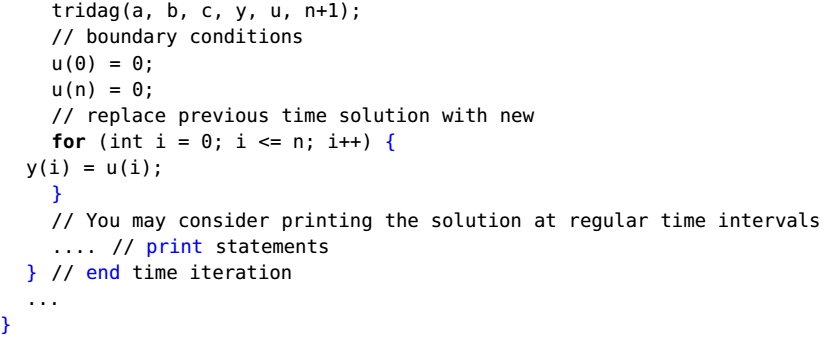 tridag(a, b, c, y, u, n+1);
// boundary conditions
u(0) = 0;
u(n) = 0;
// replace previous time solution with new
for (int i = 0; i <= n; i++) {
y(i) = u(i);
}
// You may consider printing the solution at regular time intervals
.... // print statements
} // end time iteration
...
}